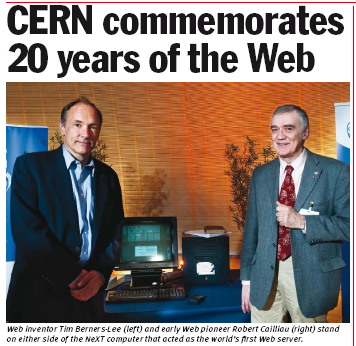 CERN commemorates
20 years of the Web
Web inventor Tim Berners-Lee (left) and early Web pioneer Robert Cailliau (right) stand
on either side of the NeXT computer that acted as the world's first Web server.